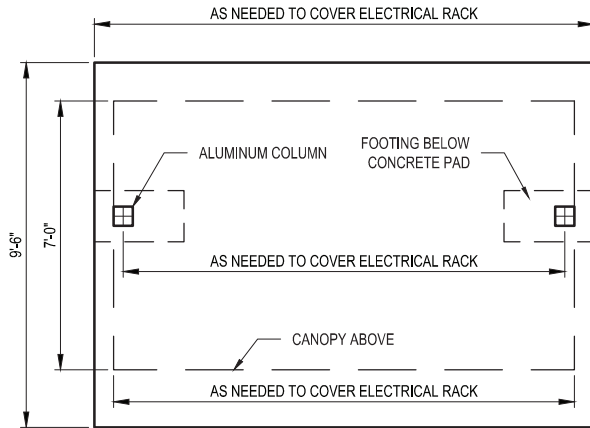 AS NEEDED TO COVER ELECTRICAL RACK
ALUMINUM COLUMN
FOOTING BELOW
CONCRETE PAD
9'-6"
7'-0"
AS NEEDED TO COVER ELECTRICAL RACK
CANOPY ABOVE
AS NEEDED TO COVER ELECTRICAL RACK